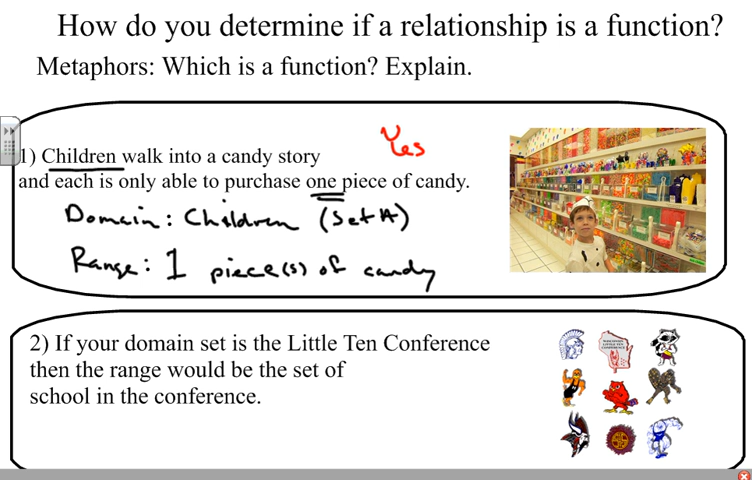 How do you determine if a relationship is a function?
Metaphors: Which is a function? Explain.
1) Children walk into a candy story
Yes
and each is only able to purchase one piece of candy.
Domain: Children (Set A)
Range: 1 piece(s) of candy
2) If your domain set is the Little Ten Conference
then the range would be the set of
school in the conference.